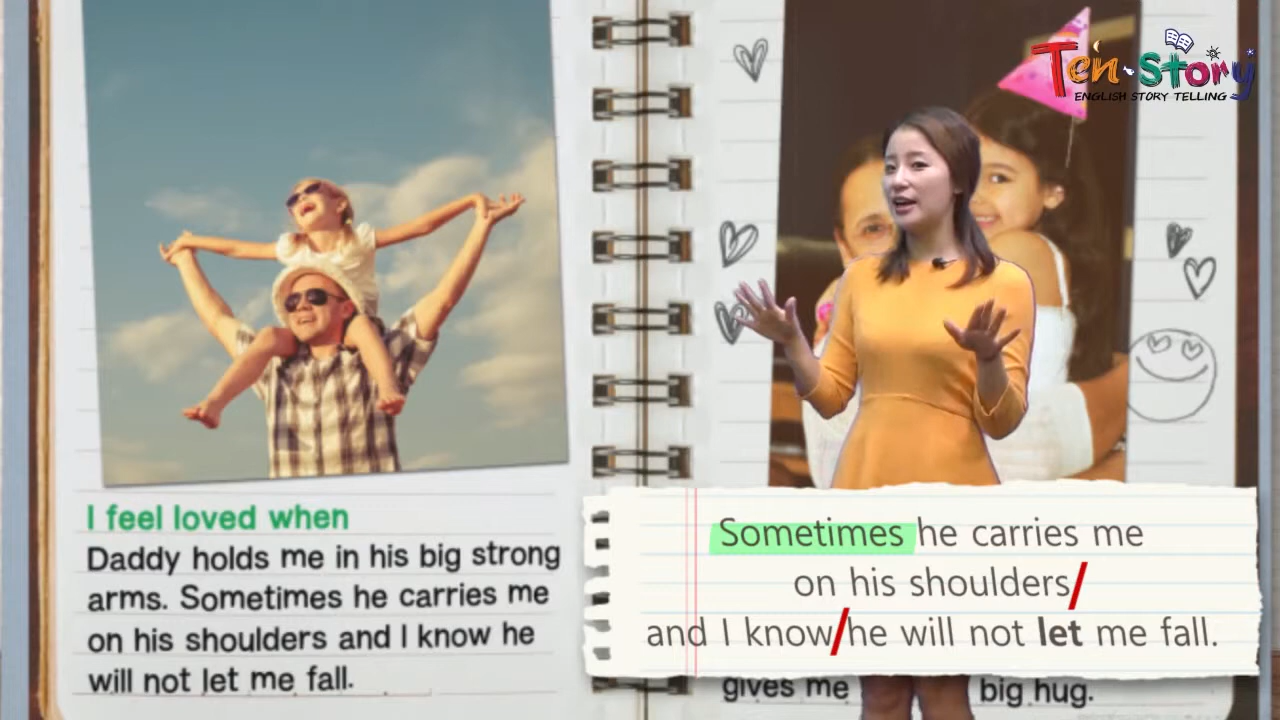 Ten Story
ENGLISH STORY TELLING
I feel loved when
Daddy holds me in his big strong
arms. Sometimes he carries me
on his shoulders and I know he
will not let me fall.
Sometimes he carries me
on his shoulders/
and I know/he will not let me fall.
gives me big hug.